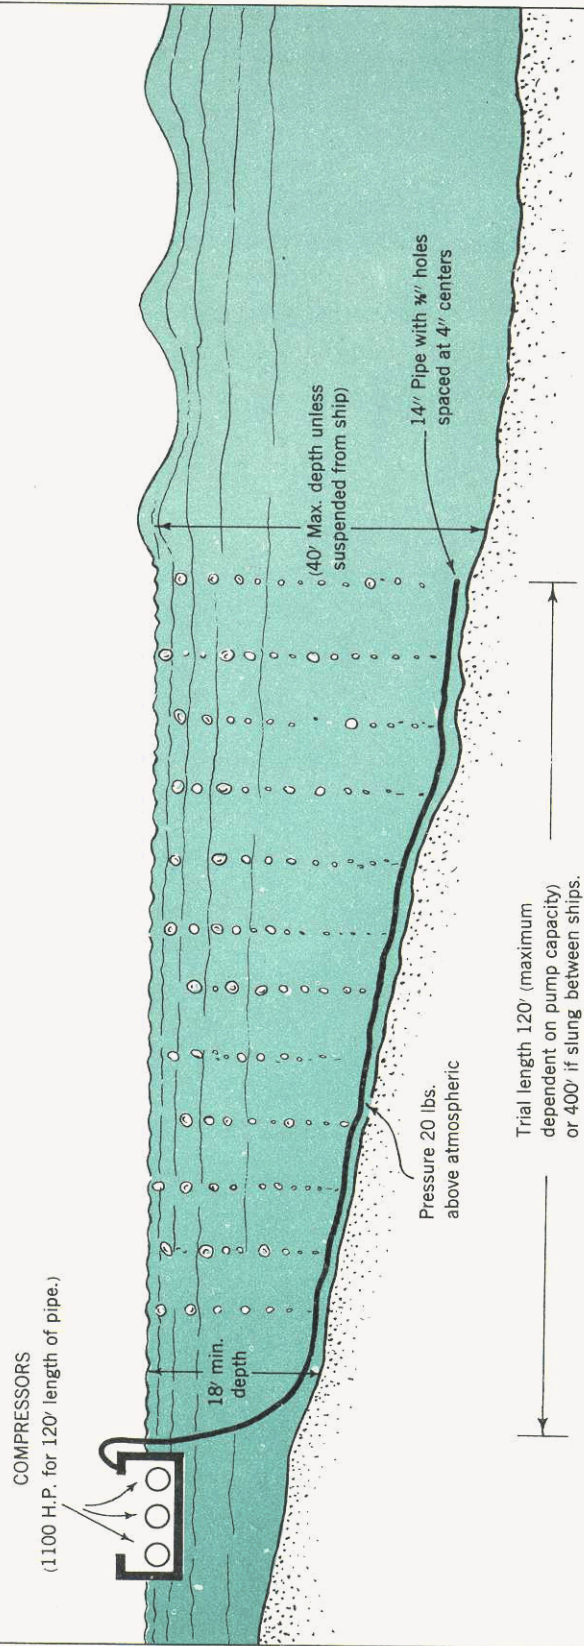 COMPRESSORS
(1100 H.P. for 120′ length of pipe.)
18′ min.
depth
Pressure 20 lbs.
above atmospheric
(40′ Max. depth unless
suspended from ship)
14″ Pipe with holes
spaced at 4″ centers
Trial length 120′ (maximum
dependent on pump capacity)
or 400′ if slung between ships.